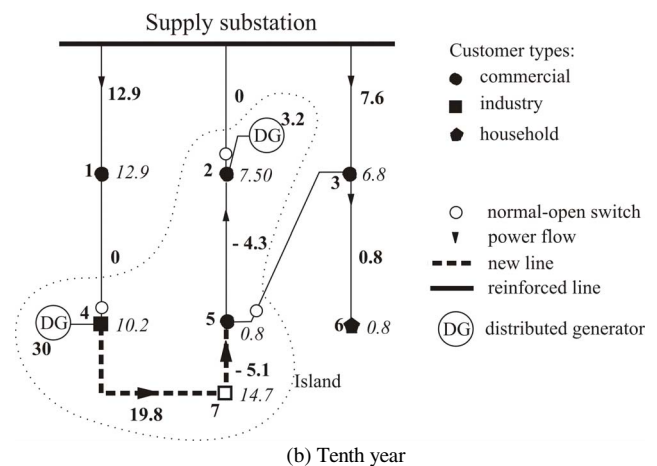 Supply substation
12.9
0
7.6
3.2
DG
1 12.9
2 7.50
3 6.8
0
- 4.3
0.8
4 10.2
DG
30
5 0.8
6 0.8
- 5.1
Island
19.8
7 14.7
Customer types:
commercial
industry
household
normal-open switch
power flow
new line
reinforced line
DG distributed generator
(b) Tenth year